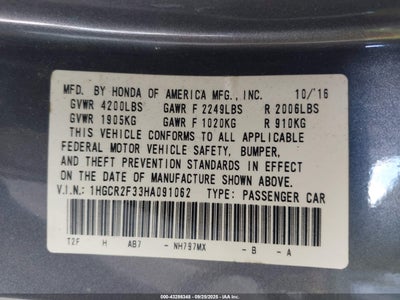 MFD. BY HONDA OF AMERICA MFG., INC. 10/'16
GVWR 4200LBS GAWR F 2249LBS R 2006LBS
GVWR 1905KG GAWR F 1020KG R 910KG
THIS VEHICLE CONFORMS TO ALL APPLICABLE
FEDERAL MOTOR VEHICLE SAFETY, BUMPER,
AND THEFT PREVENTION STANDARDS IN EFFECT
ON THE DATE OF MANUFACTURE SHOWN ABOVE.
V.I.N.: 1HGCR2F33HA091062 TYPE: PASSENGER CAR
T2F H AB7 - NH797MX - B - A
000-43286348 - (09/29/2025) - IAA Inc.